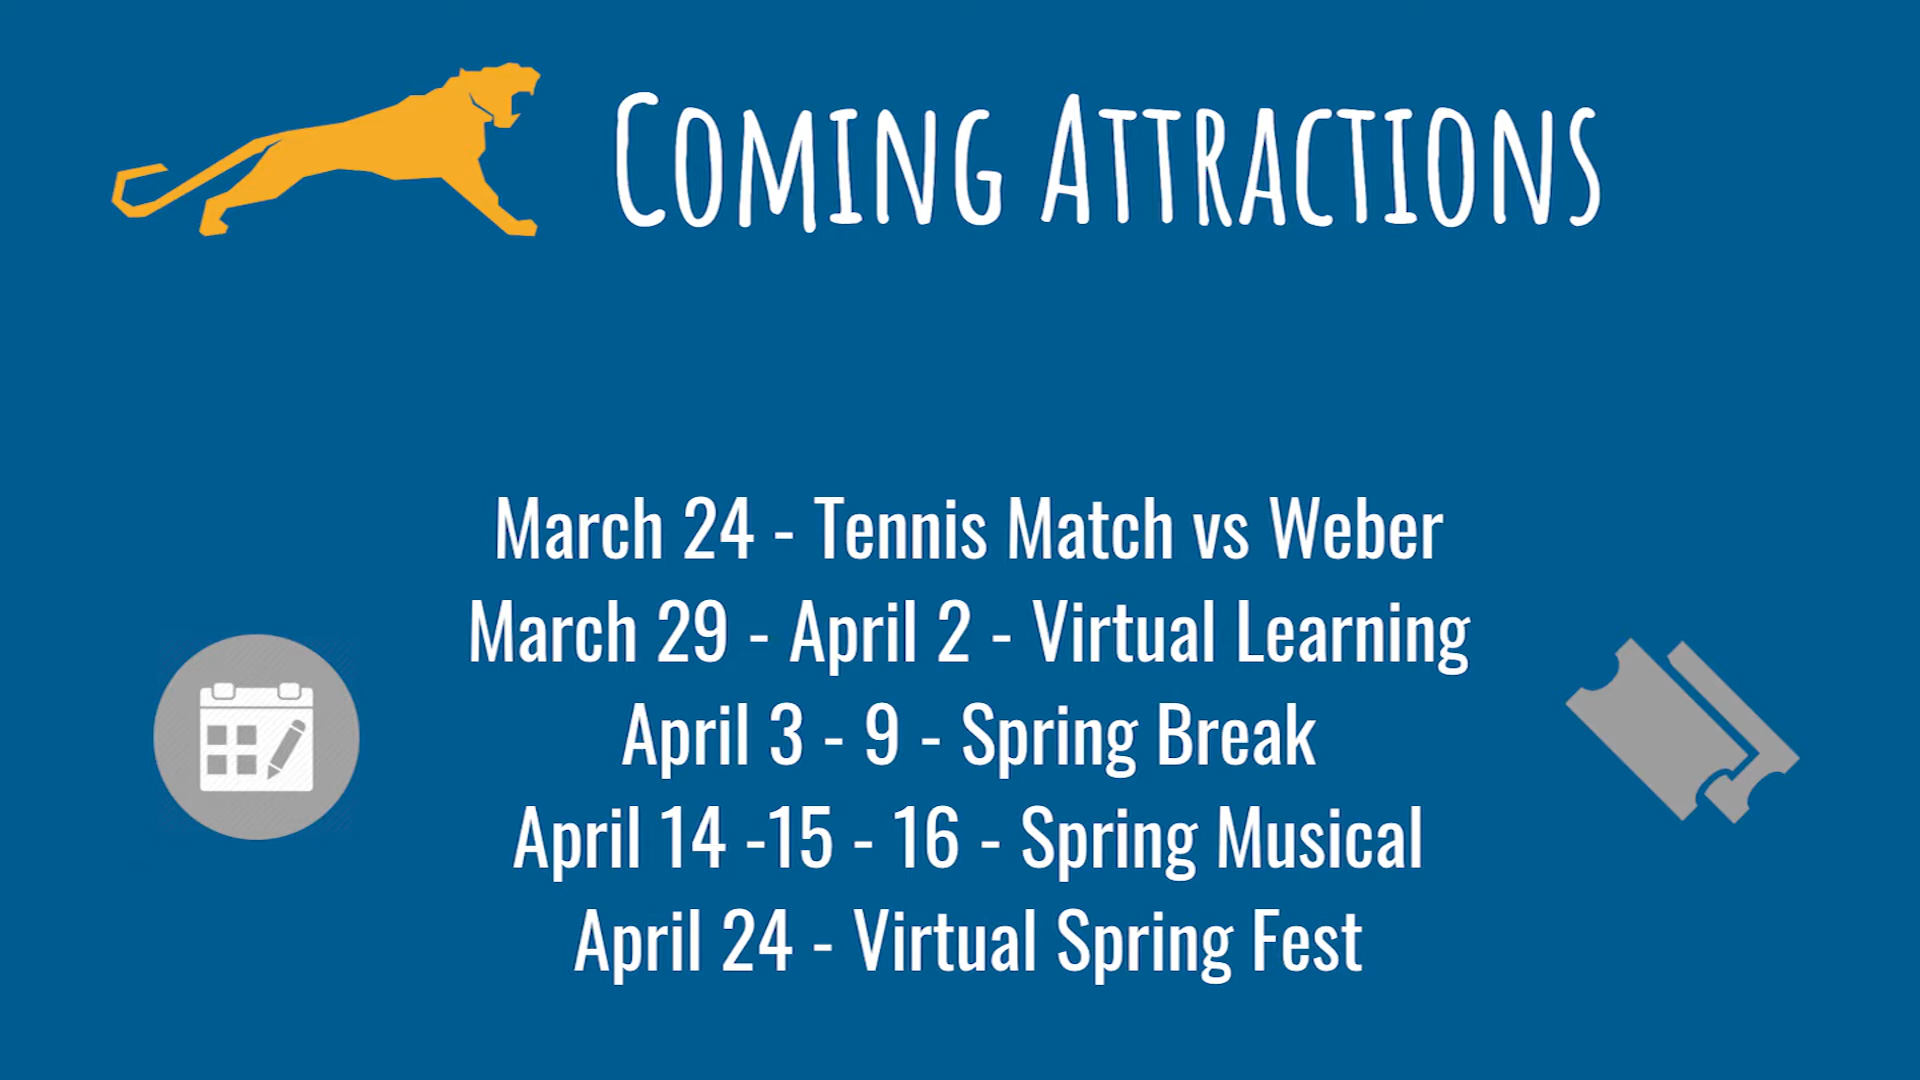 Coming Attractions
March 24 - Tennis Match vs Weber
March 29 - April 2 - Virtual Learning
April 3 - 9 - Spring Break
April 14 -15 - 16 - Spring Musical
April 24 - Virtual Spring Fest